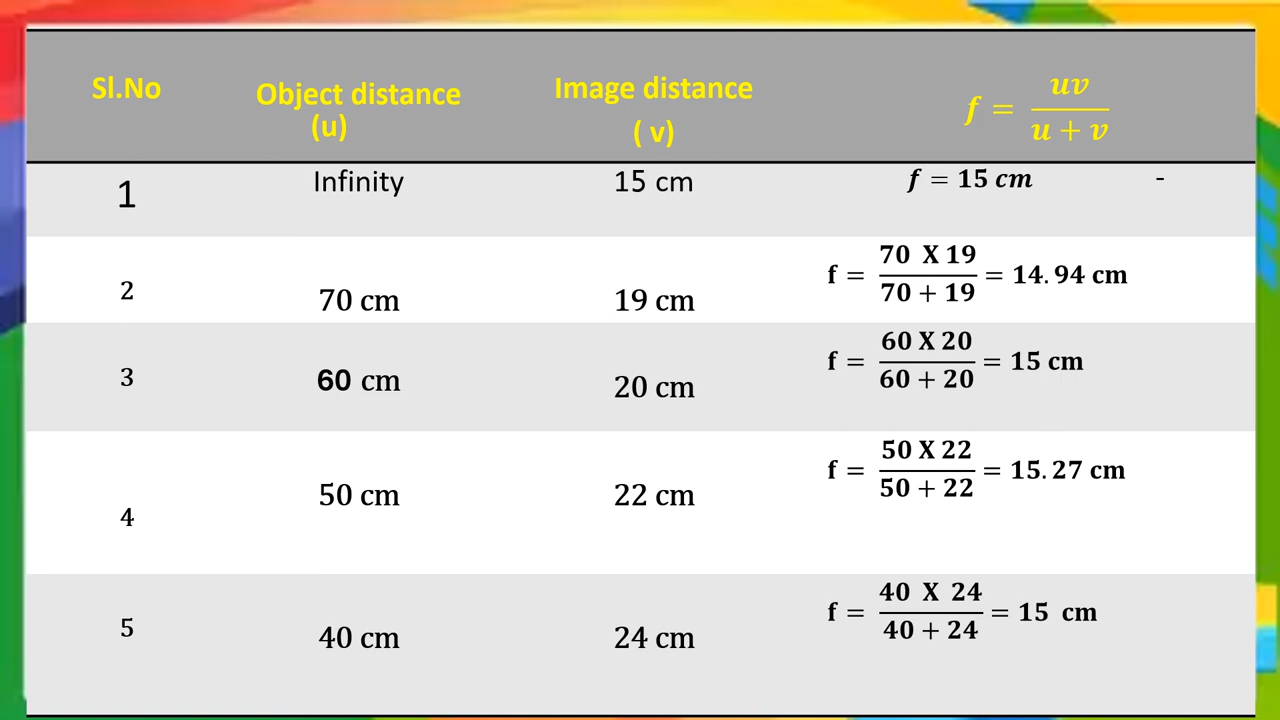 Sl.No Object distance (u) Image distance ( v) f = uv / u + v
1 Infinity 15 cm f = 15 cm -
2 70 cm 19 cm f = 70 X 19 / 70 + 19 = 14.94 cm
3 60 cm 20 cm f = 60 X 20 / 60 + 20 = 15 cm
4 50 cm 22 cm f = 50 X 22 / 50 + 22 = 15.27 cm
5 40 cm 24 cm f = 40 X 24 / 40 + 24 = 15 cm